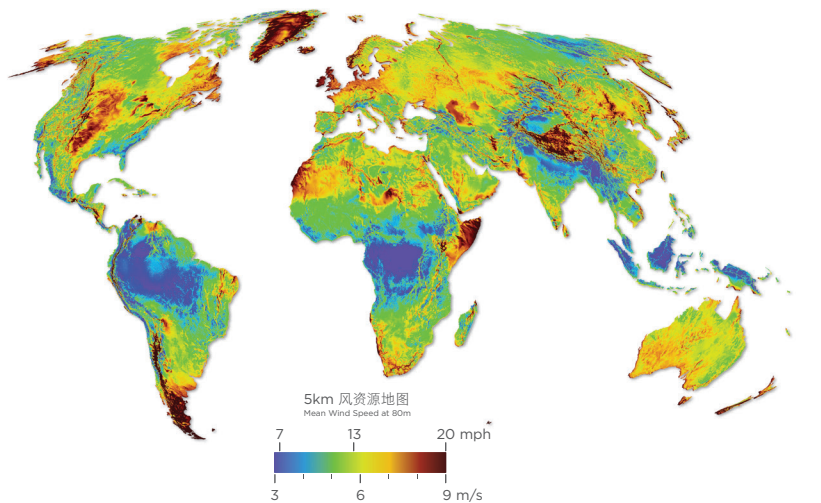 5km 风资源地图
Mean Wind Speed at 80m
7 13 20 mph
3 6 9 m/s